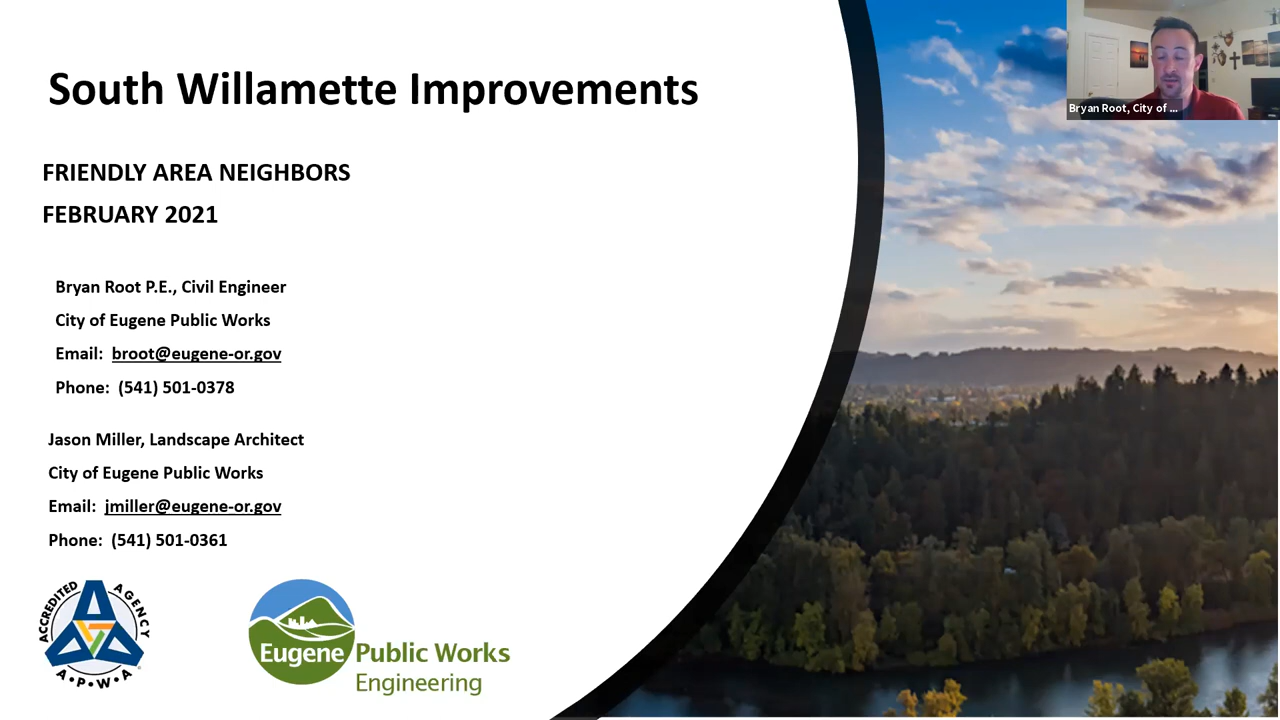 South Willamette Improvements
FRIENDLY AREA NEIGHBORS
FEBRUARY 2021
Bryan Root P.E., Civil Engineer
City of Eugene Public Works
Email: broot@eugene-or.gov
Phone: (541) 501-0378
Jason Miller, Landscape Architect
City of Eugene Public Works
Email: jmiller@eugene-or.gov
Phone: (541) 501-0361
ACCREDITED AGENCY
A·P·W·A
Eugene Public Works
Engineering
Bryan Root, City of ...